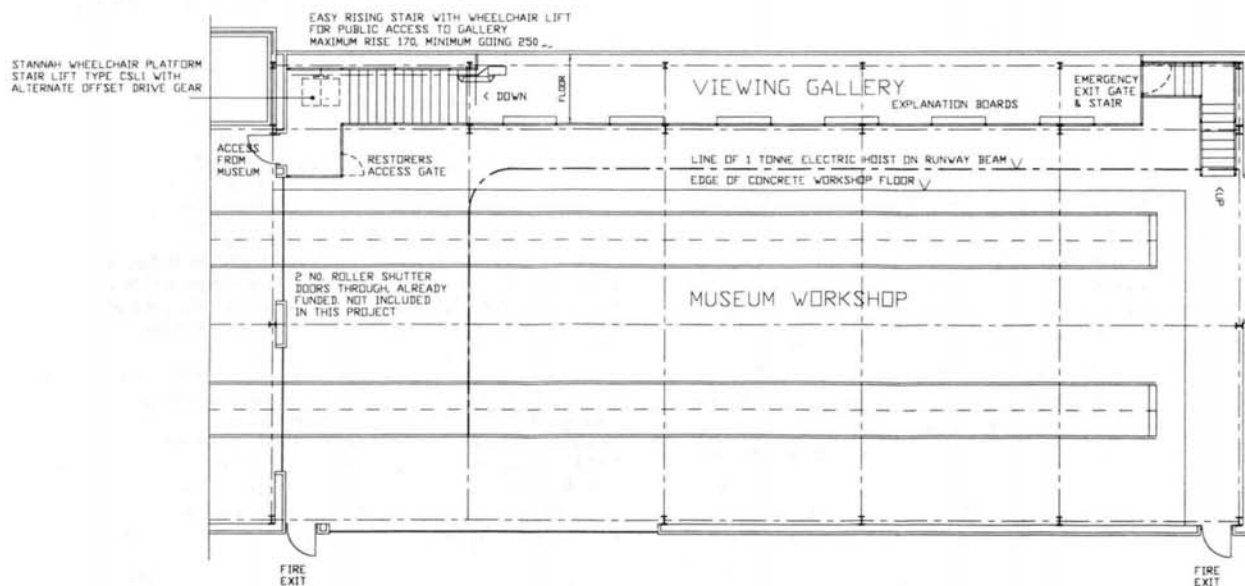 EASY RISING STAIR WITH WHEELCHAIR LIFT
FOR PUBLIC ACCESS TO GALLERY
MAXIMUM RISE 170, MINIMUM GOING 250
STANNAH WHEELCHAIR PLATFORM
STAIR LIFT TYPE CSL1 WITH
ALTERNATE OFFSET DRIVE GEAR
< DOWN
FLOOR
VIEWING GALLERY
EXPLANATION BOARDS
EMERGENCY
EXIT GATE
& STAIR
ACCESS
FROM
MUSEUM
RESTORERS
ACCESS GATE
LINE OF 1 TONNE ELECTRIC HOIST ON RUNWAY BEAM
EDGE OF CONCRETE WORKSHOP FLOOR
<UP
2 NO. ROLLER SHUTTER
DOORS THROUGH, ALREADY
FUNDED. NOT INCLUDED
IN THIS PROJECT
MUSEUM WORKSHOP
FIRE
EXIT
FIRE
EXIT